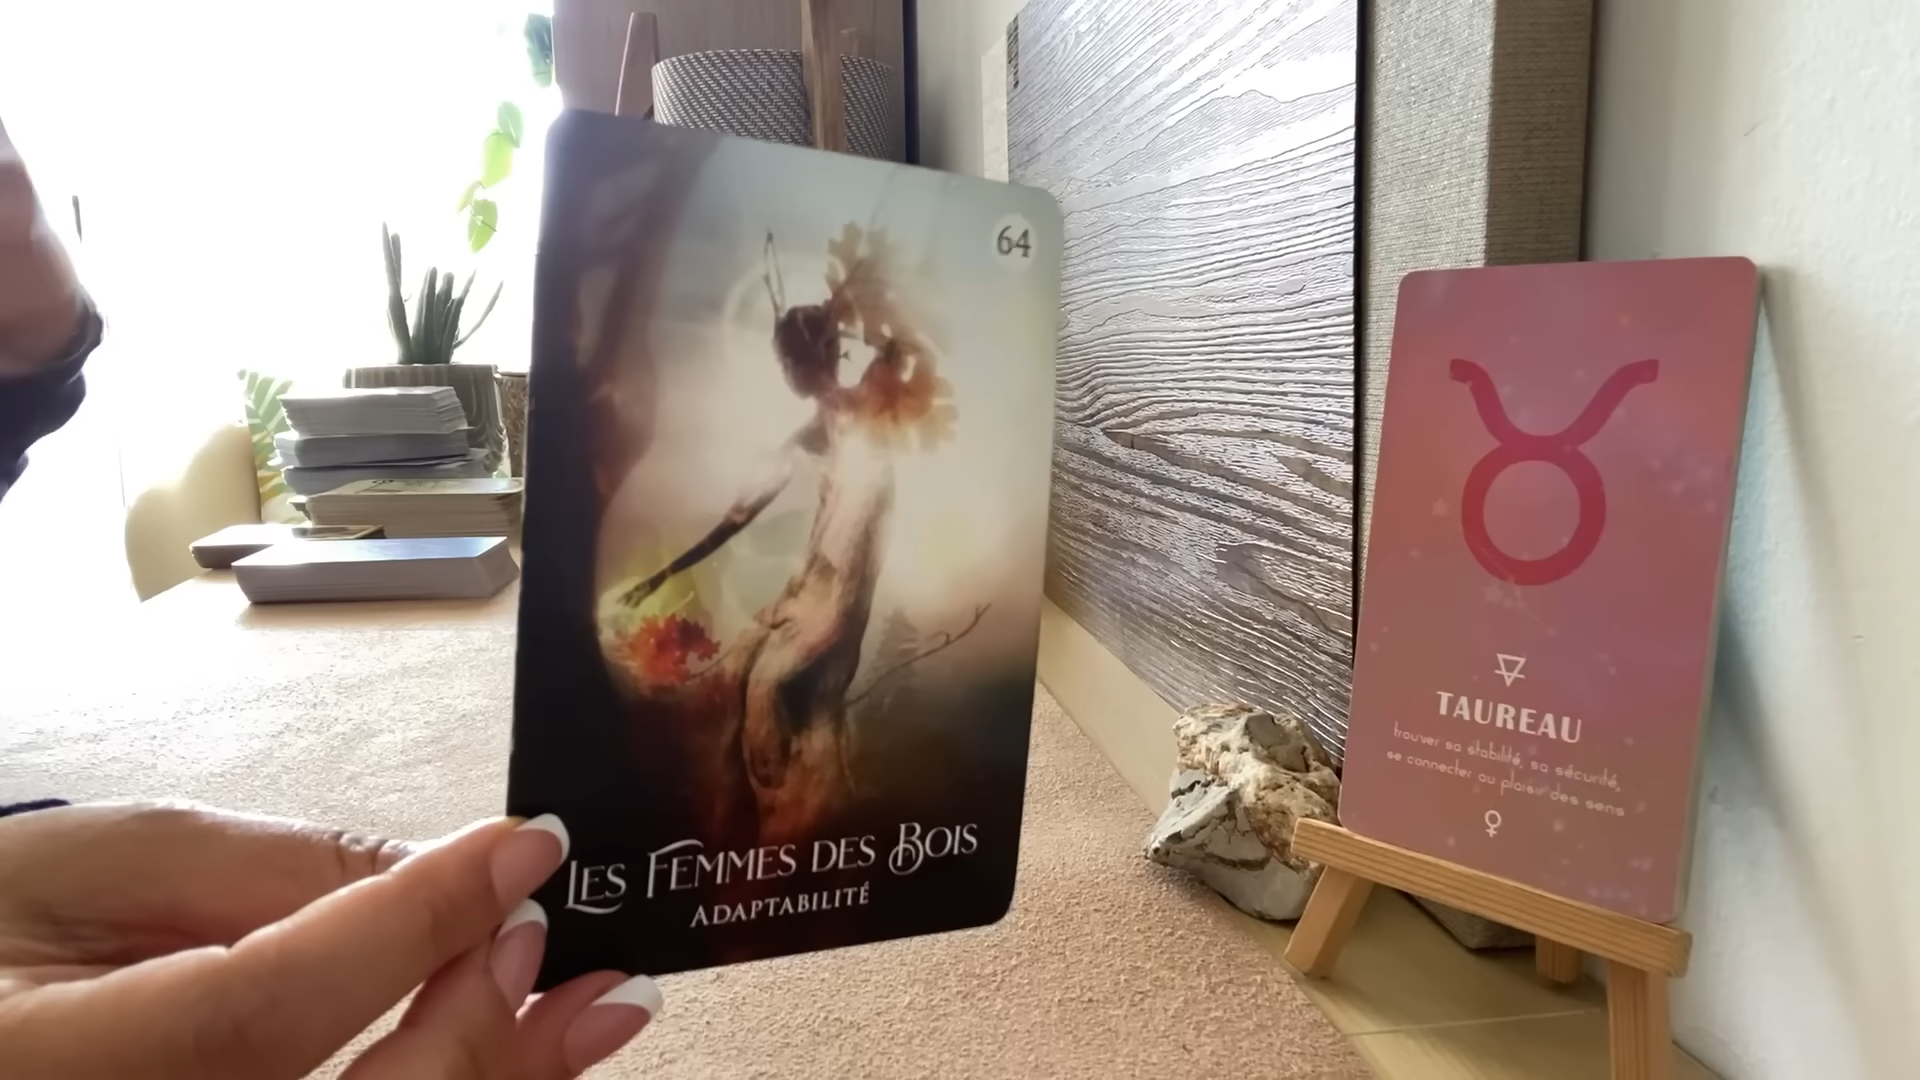 64
LES FEMMES DES BOIS
ADAPTABILITÉ
TAUREAU
trouver sa stabilité, sa sécurité,
se connecter au plaisir des sens